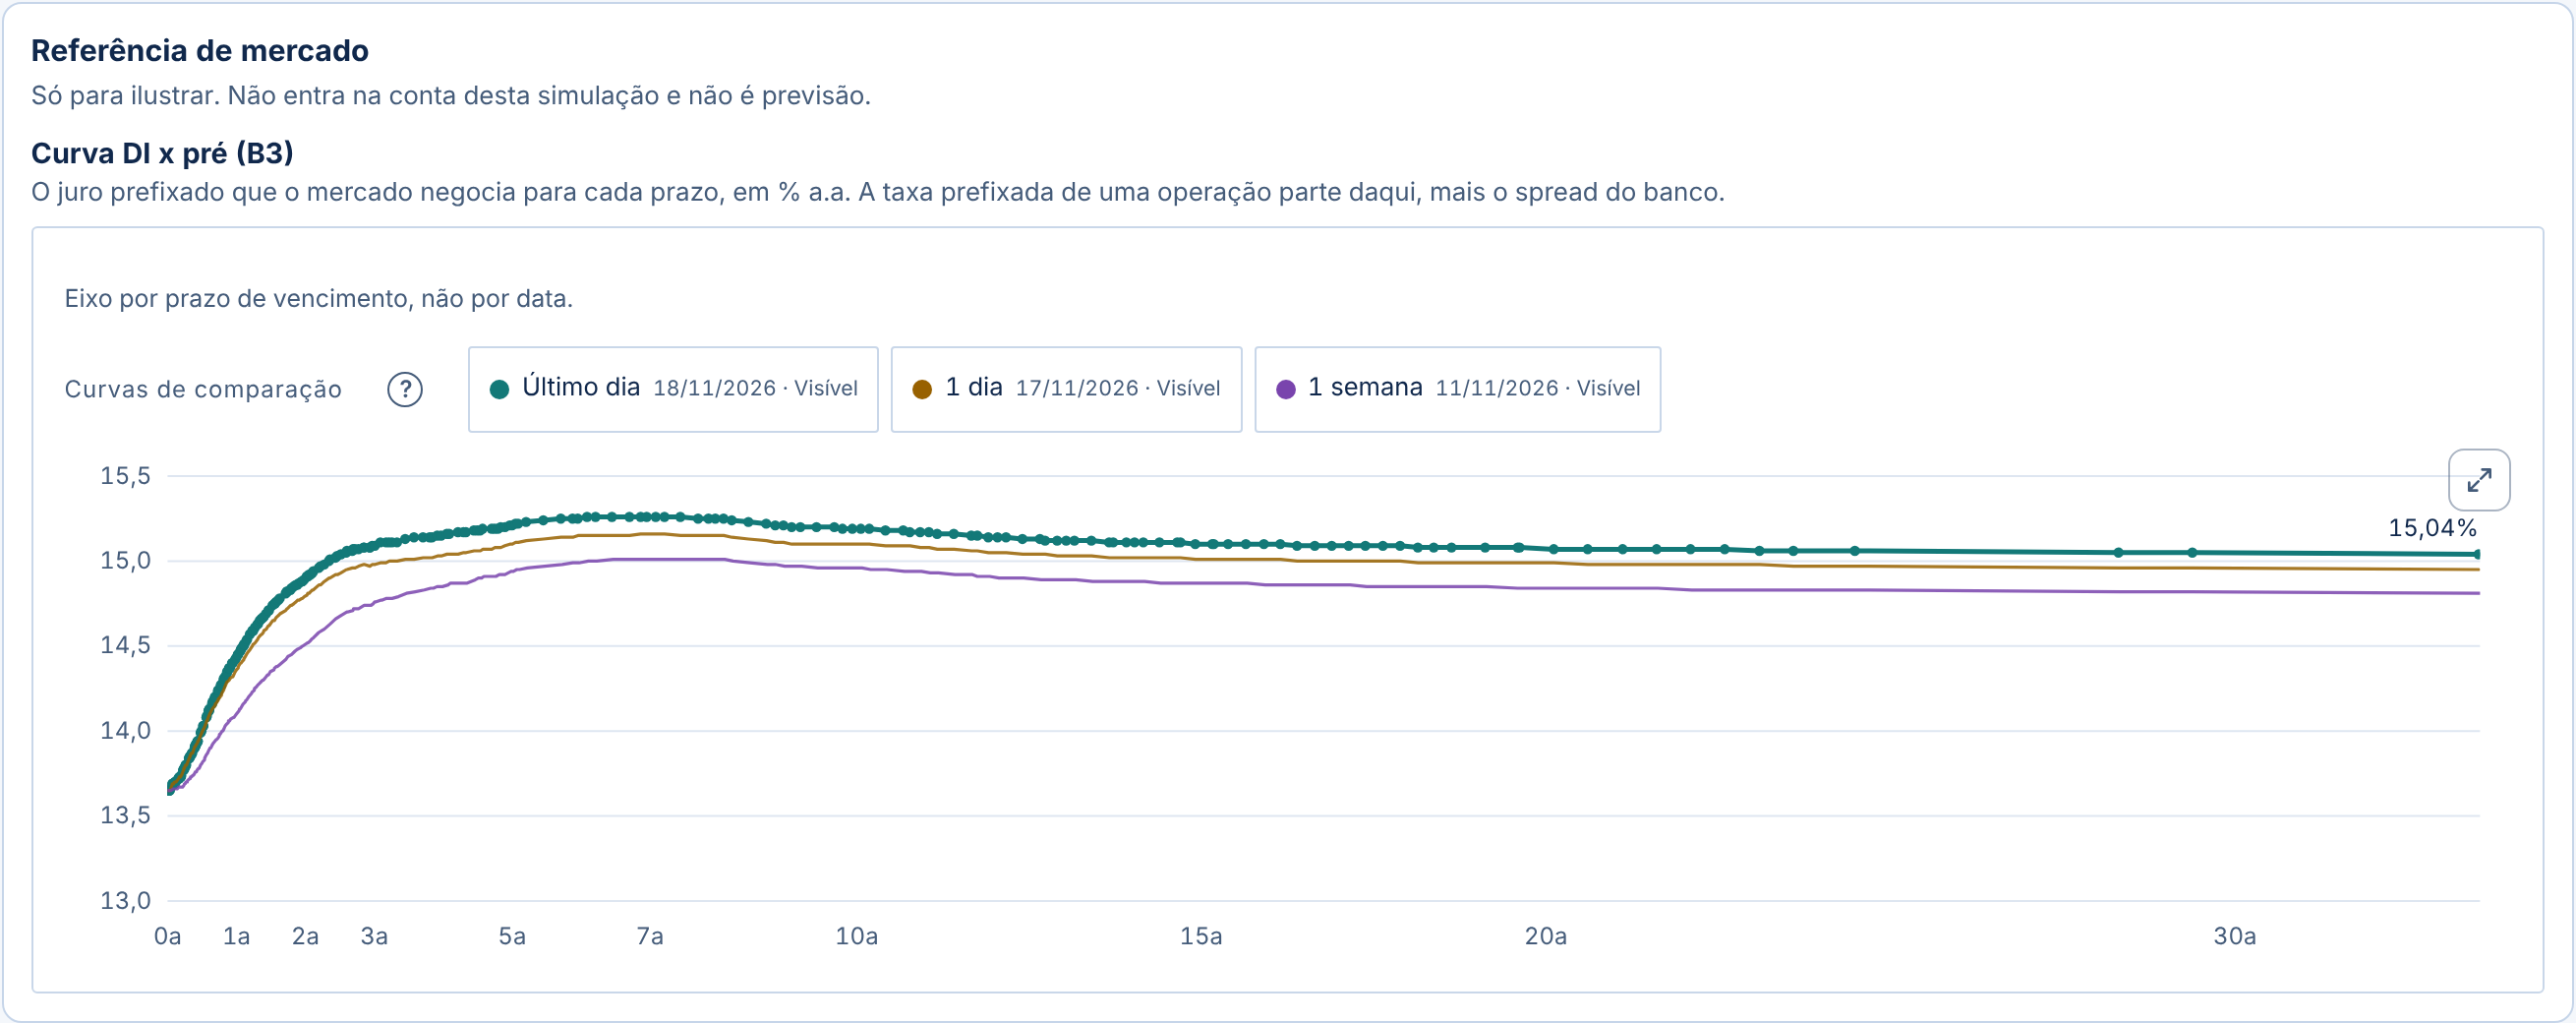 Referência de mercado
Só para ilustrar. Não entra na conta desta simulação e não é previsão.
Curva DI x pré (B3)
O juro prefixado que o mercado negocia para cada prazo, em % a.a. A taxa prefixada de uma operação parte daqui, mais o spread do banco.
Eixo por prazo de vencimento, não por data.
Curvas de comparação ? Último dia 18/11/2026 · Visível 1 dia 17/11/2026 · Visível 1 semana 11/11/2026 · Visível
15,5
15,04%
15,0
14,5
14,0
13,5
13,0
0a 1a 2a 3a 5a 7a 10a 15a 20a 30a